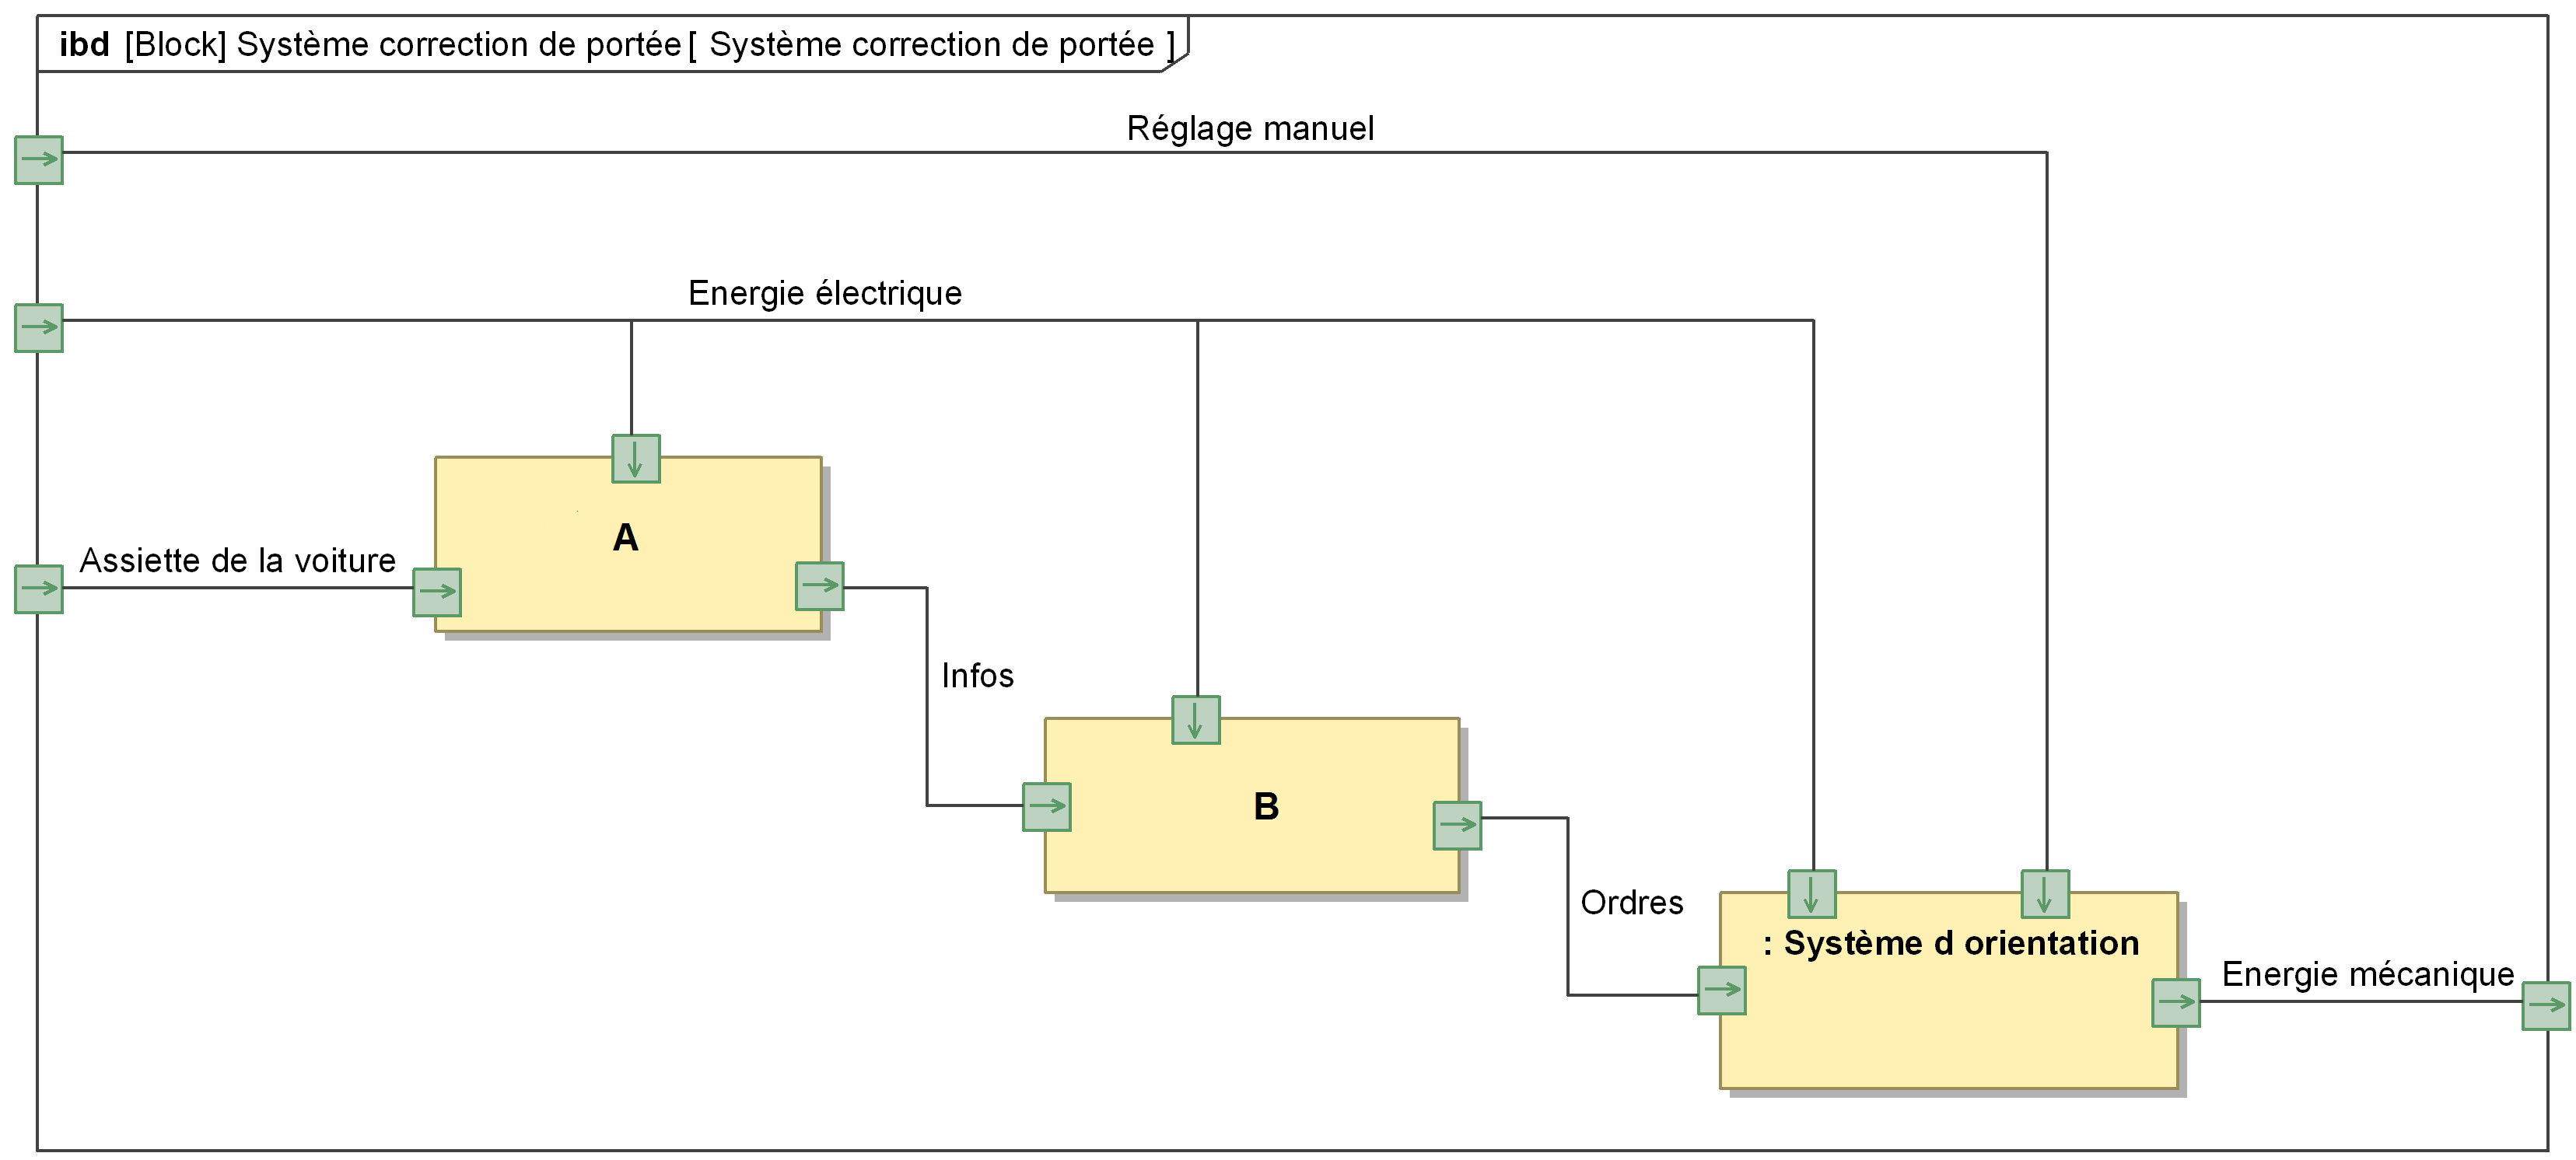 ibd [Block] Système correction de portée [ Système correction de portée ]
Réglage manuel
Energie électrique
Assiette de la voiture
A
Infos
B
Ordres
: Système d orientation
Energie mécanique